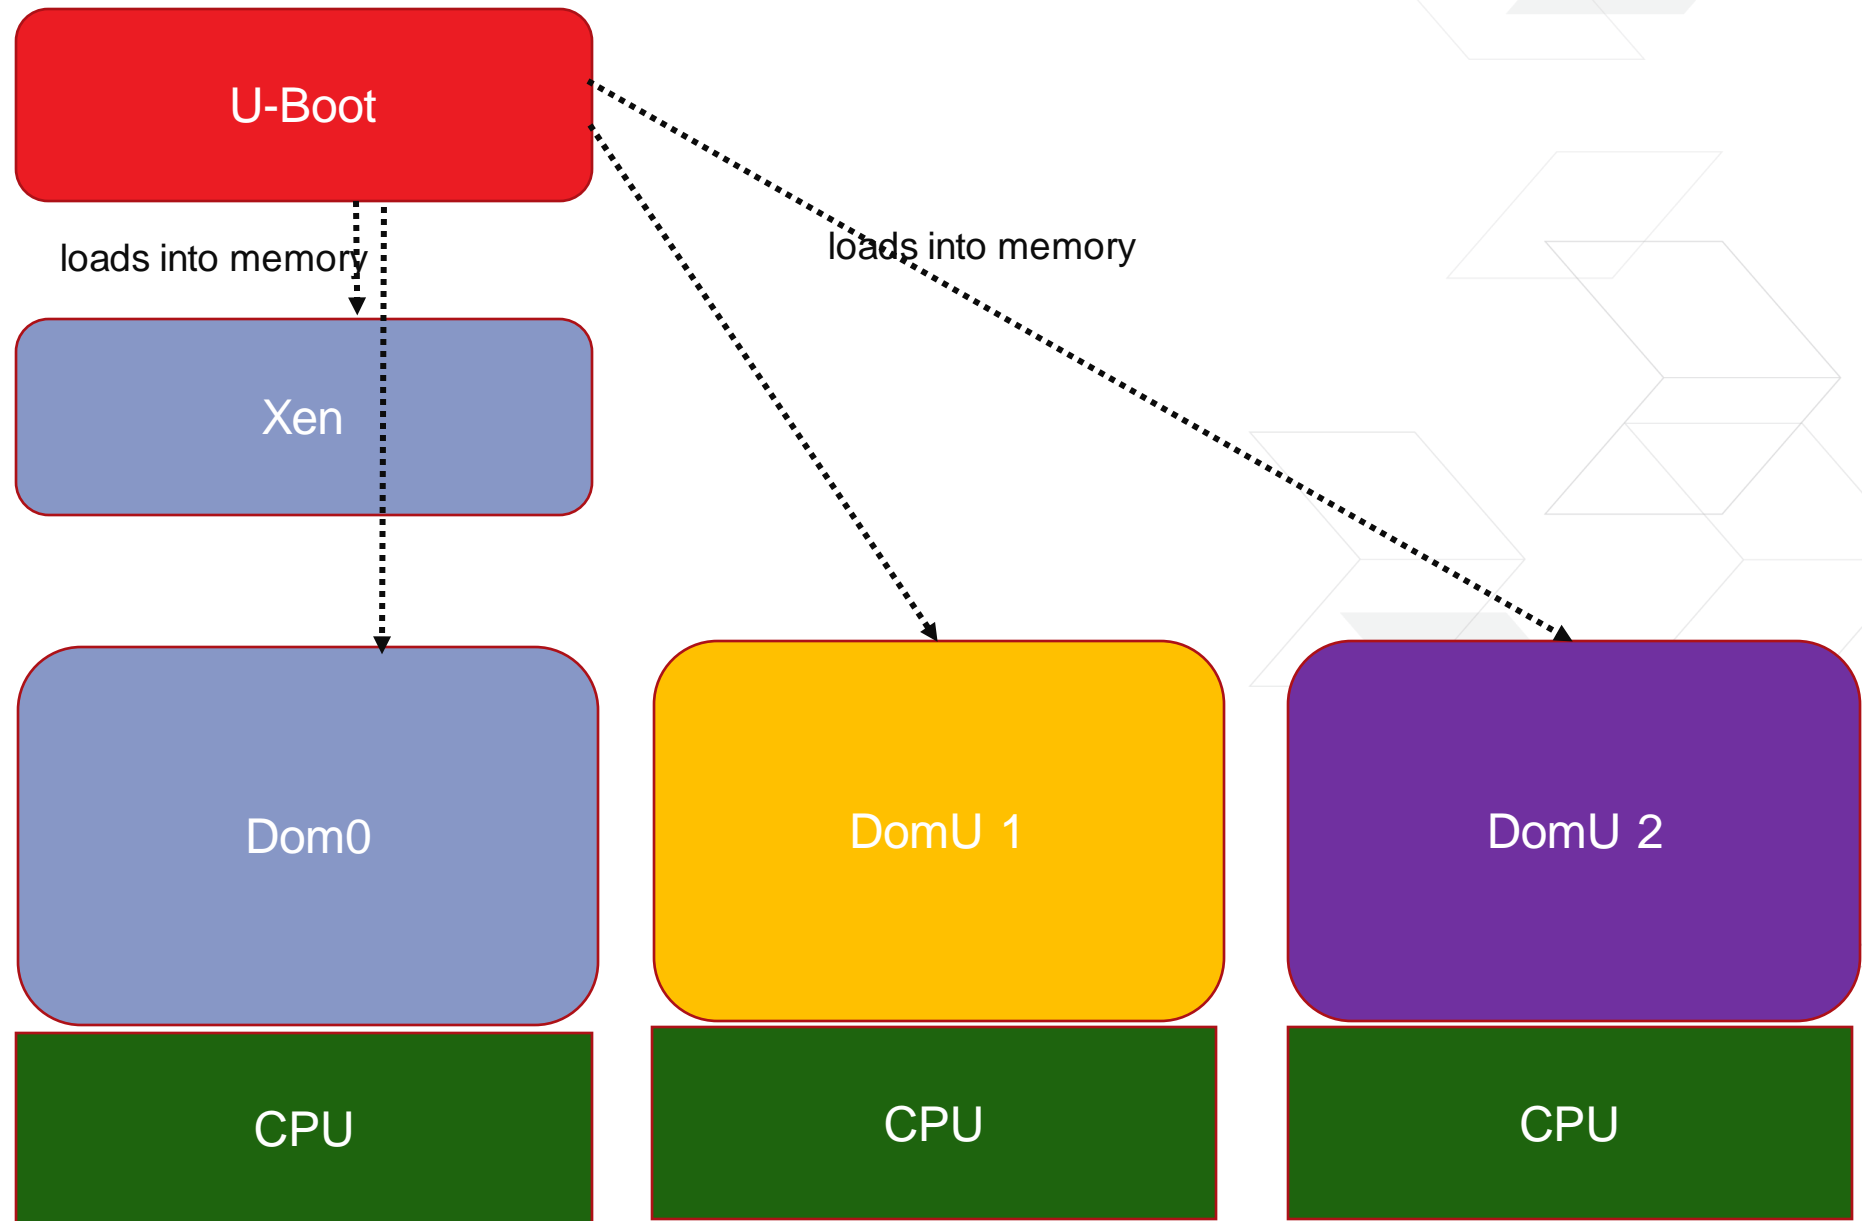 U-Boot
loads into memory
loads into memory
Xen
Dom0
DomU 1
DomU 2
CPU
CPU
CPU